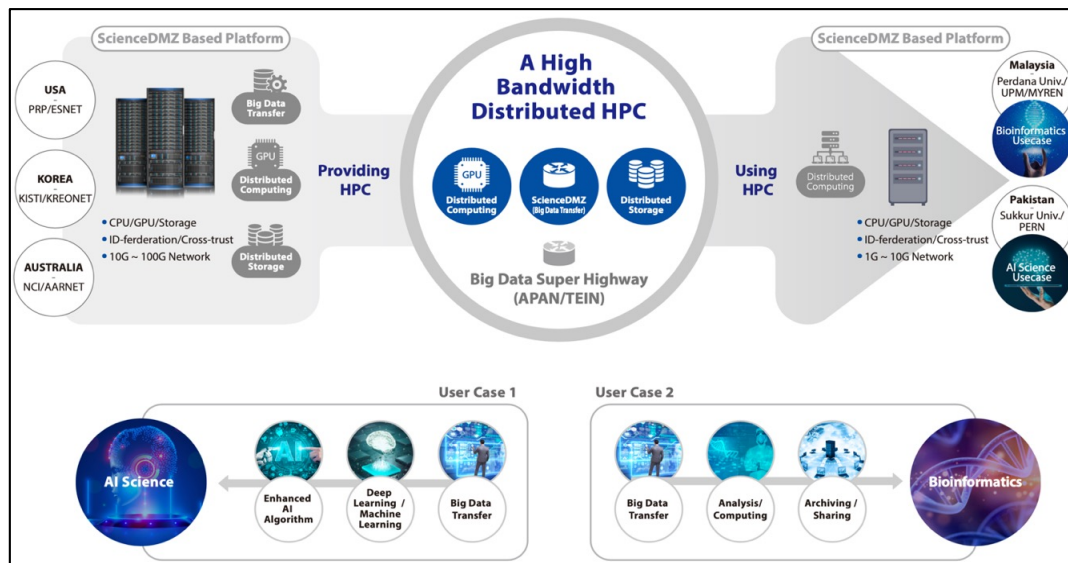 ScienceDMZ Based Platform
USA
PRP/ESNET
KOREA
KISTI/KREONET
AUSTRALIA
NCI/AARNET
Big Data
Transfer
GPU
Distributed
Computing
Distributed
Storage
• CPU/GPU/Storage
• ID-ferderation/Cross-trust
• 10G ~ 100G Network
Providing
HPC
A High
Bandwidth
Distributed HPC
GPU
Distributed
Computing
ScienceDMZ
(Big Data Transfer)
Distributed
Storage
Big Data Super Highway
(APAN/TEIN)
Using
HPC
ScienceDMZ Based Platform
Distributed
Computing
• CPU/GPU/Storage
• ID-ferderation/Cross-trust
• 1G ~ 10G Network
Malaysia
Perdana Univ./
UPM/MYREN
Bioinformatics
Usecase
Pakistan
Sukkur Univ./
PERN
AI Science
Usecase
User Case 1
AI Science
AI
Enhanced
AI
Algorithm
Deep
Learning /
Machine
Learning
Big Data
Transfer
User Case 2
Big Data
Transfer
Analysis/
Computing
Archiving /
Sharing
Bioinformatics